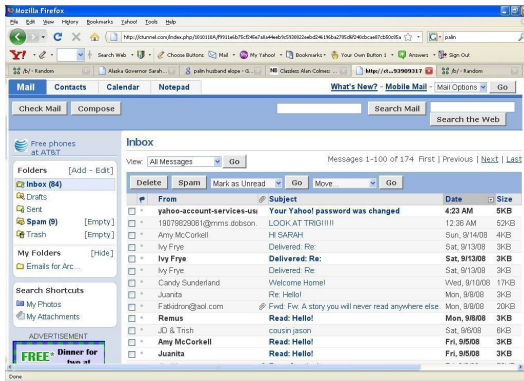 Mozilla Firefox
File Edit View History Bookmarks Yahoo! Tools Help
palin
Search Web Choose Buttons Mail My Yahoo! Bookmarks Your Own Button 1 Answers Sign Out
/b/ - Random Alaska Governor Sarah... palin husband elope - G... Clueless Alan Colmes: /b/ - Random
Mail Contacts Calendar Notepad What's New? - Mobile Mail - Mail Options Go
Check Mail Compose Search Mail
Search the Web
Free phones
at AT&T
Folders [Add - Edit]
Inbox (84)
Drafts
Sent
Spam (9) [Empty]
Trash [Empty]
My Folders [Hide]
Emails for Arc...
Search Shortcuts
My Photos
My Attachments
ADVERTISEMENT
FREE* Dinner for
two at
Inbox
View: All Messages Go Messages 1-100 of 174 First | Previous | Next | Last
Delete Spam Mark as Unread Go Move... Go
From Subject Date Size
yahoo-account-services-us Your Yahoo! password was changed 4:23 AM 5KB
19079829061@mms.dobson. LOOK AT TRIG!!!!! 12:36 AM 52KB
Amy McCorkell HI SARAH Sun, 9/14/08 4KB
Ivy Frye Delivered: Re: Sat, 9/13/08 3KB
Ivy Frye Delivered: Re: Sat, 9/13/08 3KB
Ivy Frye Delivered: Re: Sat, 9/13/08 3KB
Candy Sunderland Welcome Home! Wed, 9/10/08 17KB
Juanita Re: Hello! Mon, 9/8/08 3KB
Fatkidron@aol.com Fwd: Fw: A story you will never read anywhere else. Mon, 9/8/08 20KB
Remus Read: Hello! Mon, 9/8/08 3KB
JD & Trish cousin jason Sat, 9/6/08 6KB
Amy McCorkell Read: Hello! Fri, 9/5/08 3KB
Juanita Read: Hello! Fri, 9/5/08 3KB
Done